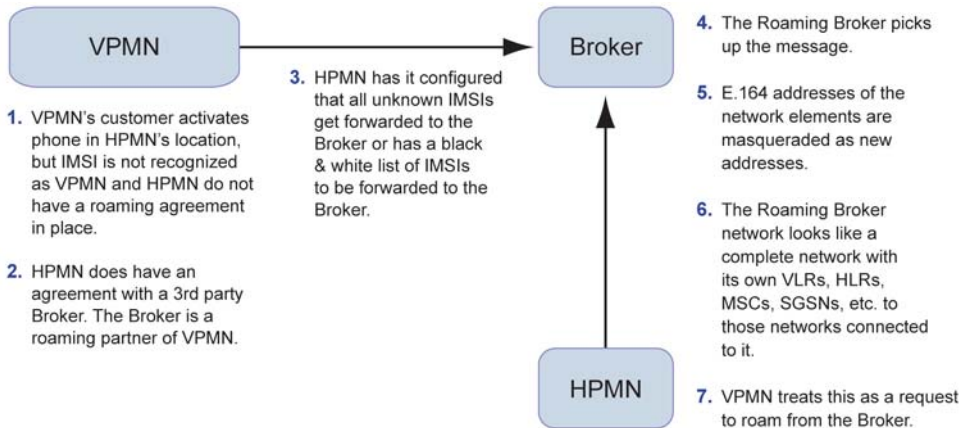 VPMN
Broker
1. VPMN's customer activates
phone in HPMN's location,
but IMSI is not recognized
as VPMN and HPMN do not
have a roaming agreement
in place.
2. HPMN does have an
agreement with a 3rd party
Broker. The Broker is a
roaming partner of VPMN.
3. HPMN has it configured
that all unknown IMSIs
get forwarded to the
Broker or has a black
& white list of IMSIs
to be forwarded to the
Broker.
4. The Roaming Broker picks
up the message.
5. E.164 addresses of the
network elements are
masqueraded as new
addresses.
6. The Roaming Broker
network looks like a
complete network with
its own VLRs, HLRs,
MSCs, SGSNs, etc. to
those networks connected
to it.
HPMN
7. VPMN treats this as a request
to roam from the Broker.